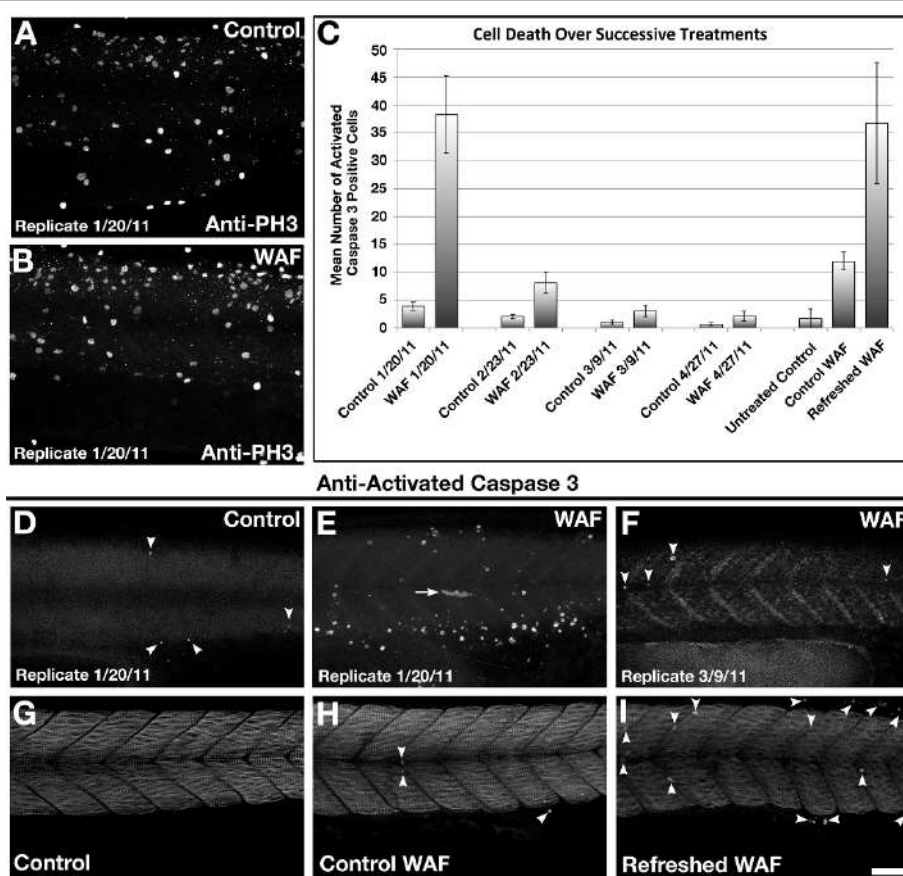 A
Control
Replicate 1/20/11
Anti-PH3
B
WAF
Replicate 1/20/11
Anti-PH3
C
Cell Death Over Successive Treatments
Mean Number of Activated
Caspase 3 Positive Cells
50
45
40
35
30
25
20
15
10
5
0
Control 1/20/11
WAF 1/20/11
Control 2/23/11
WAF 2/23/11
Control 3/9/11
WAF 3/9/11
Control 4/27/11
WAF 4/27/11
Untreated Control
Control WAF
Refreshed WAF
Anti-Activated Caspase 3
D
Control
Replicate 1/20/11
E
WAF
Replicate 1/20/11
F
WAF
Replicate 3/9/11
G
Control
H
Control WAF
I
Refreshed WAF